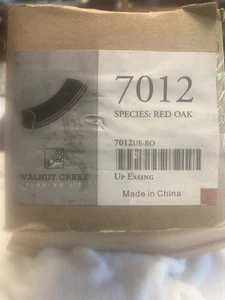 7012
SPECIES: RED OAK
7012UE-RO
UP EASING
WALNUT CREEK
Made in China